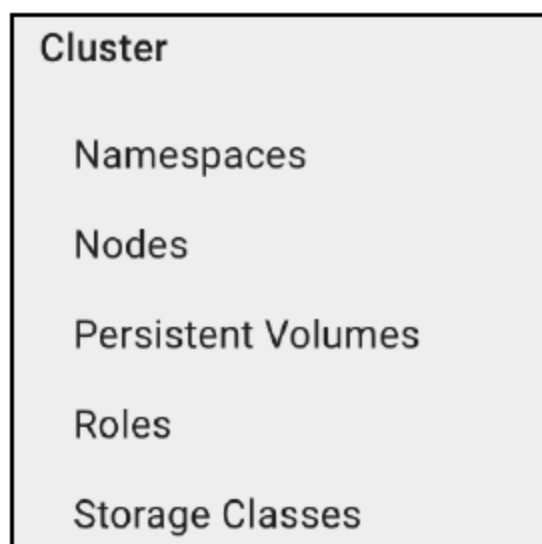 Cluster
Namespaces
Nodes
Persistent Volumes
Roles
Storage Classes